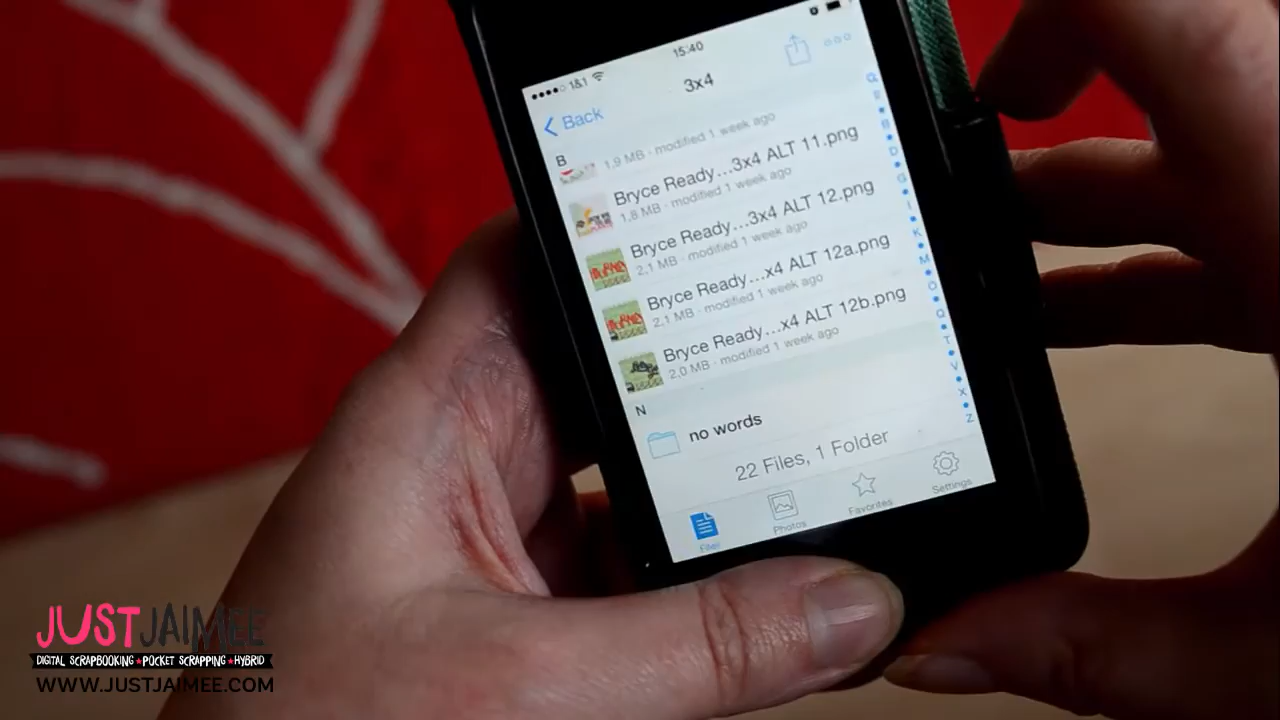 ●●●●○ 1&1 15:40
3x4
Back
B
1.9 MB · modified 1 week ago
Bryce Ready…3x4 ALT 11.png
1,8 MB · modified 1 week ago
Bryce Ready…3x4 ALT 12.png
2,1 MB · modified 1 week ago
Bryce Ready…x4 ALT 12a.png
2,1 MB · modified 1 week ago
Bryce Ready…x4 ALT 12b.png
2,0 MB · modified 1 week ago
N
no words
22 Files, 1 Folder
Files
Photos
Favorites
Settings
D
G
I
K
M
O
Q
T
V
X
Z
JUSTJAIMEE
DIGITAL SCRAPBOOKING★POCKET SCRAPPING★HYBRID
WWW.JUSTJAIMEE.COM